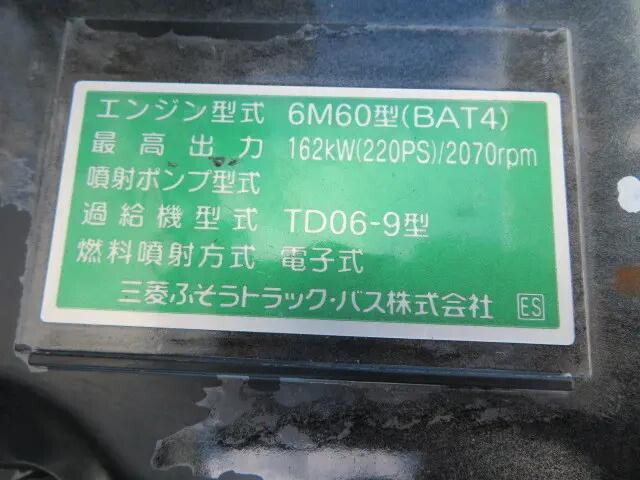 エンジン型式 6M60型(BAT4)
最高出力 162kW(220PS)/2070rpm
噴射ポンプ型式
過給機型式 TD06-9型
燃料噴射方式 電子式
三菱ふそうトラック・バス株式会社 ES